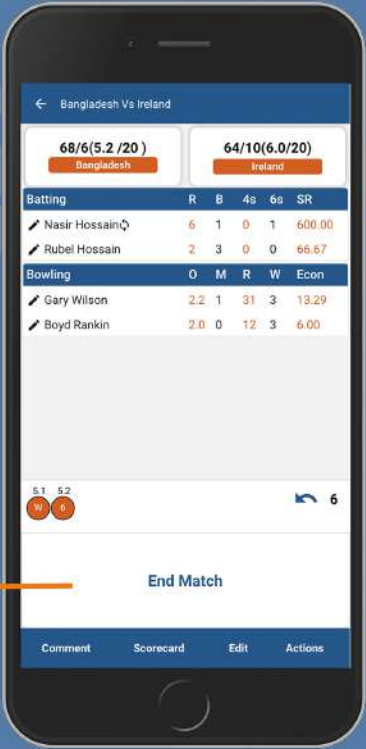 Bangladesh Vs Ireland
68/6(5.2 /20 ) 64/10(6.0/20)
Bangladesh Ireland
Batting R B 4s 6s SR
Nasir Hossain 6 1 0 1 600.00
Rubel Hossain 2 3 0 0 66.67
Bowling O M R W Econ
Gary Wilson 2.2 1 31 3 13.29
Boyd Rankin 2.0 0 12 3 6.00
5.1 5.2
W 6 6
End Match
Comment Scorecard Edit Actions